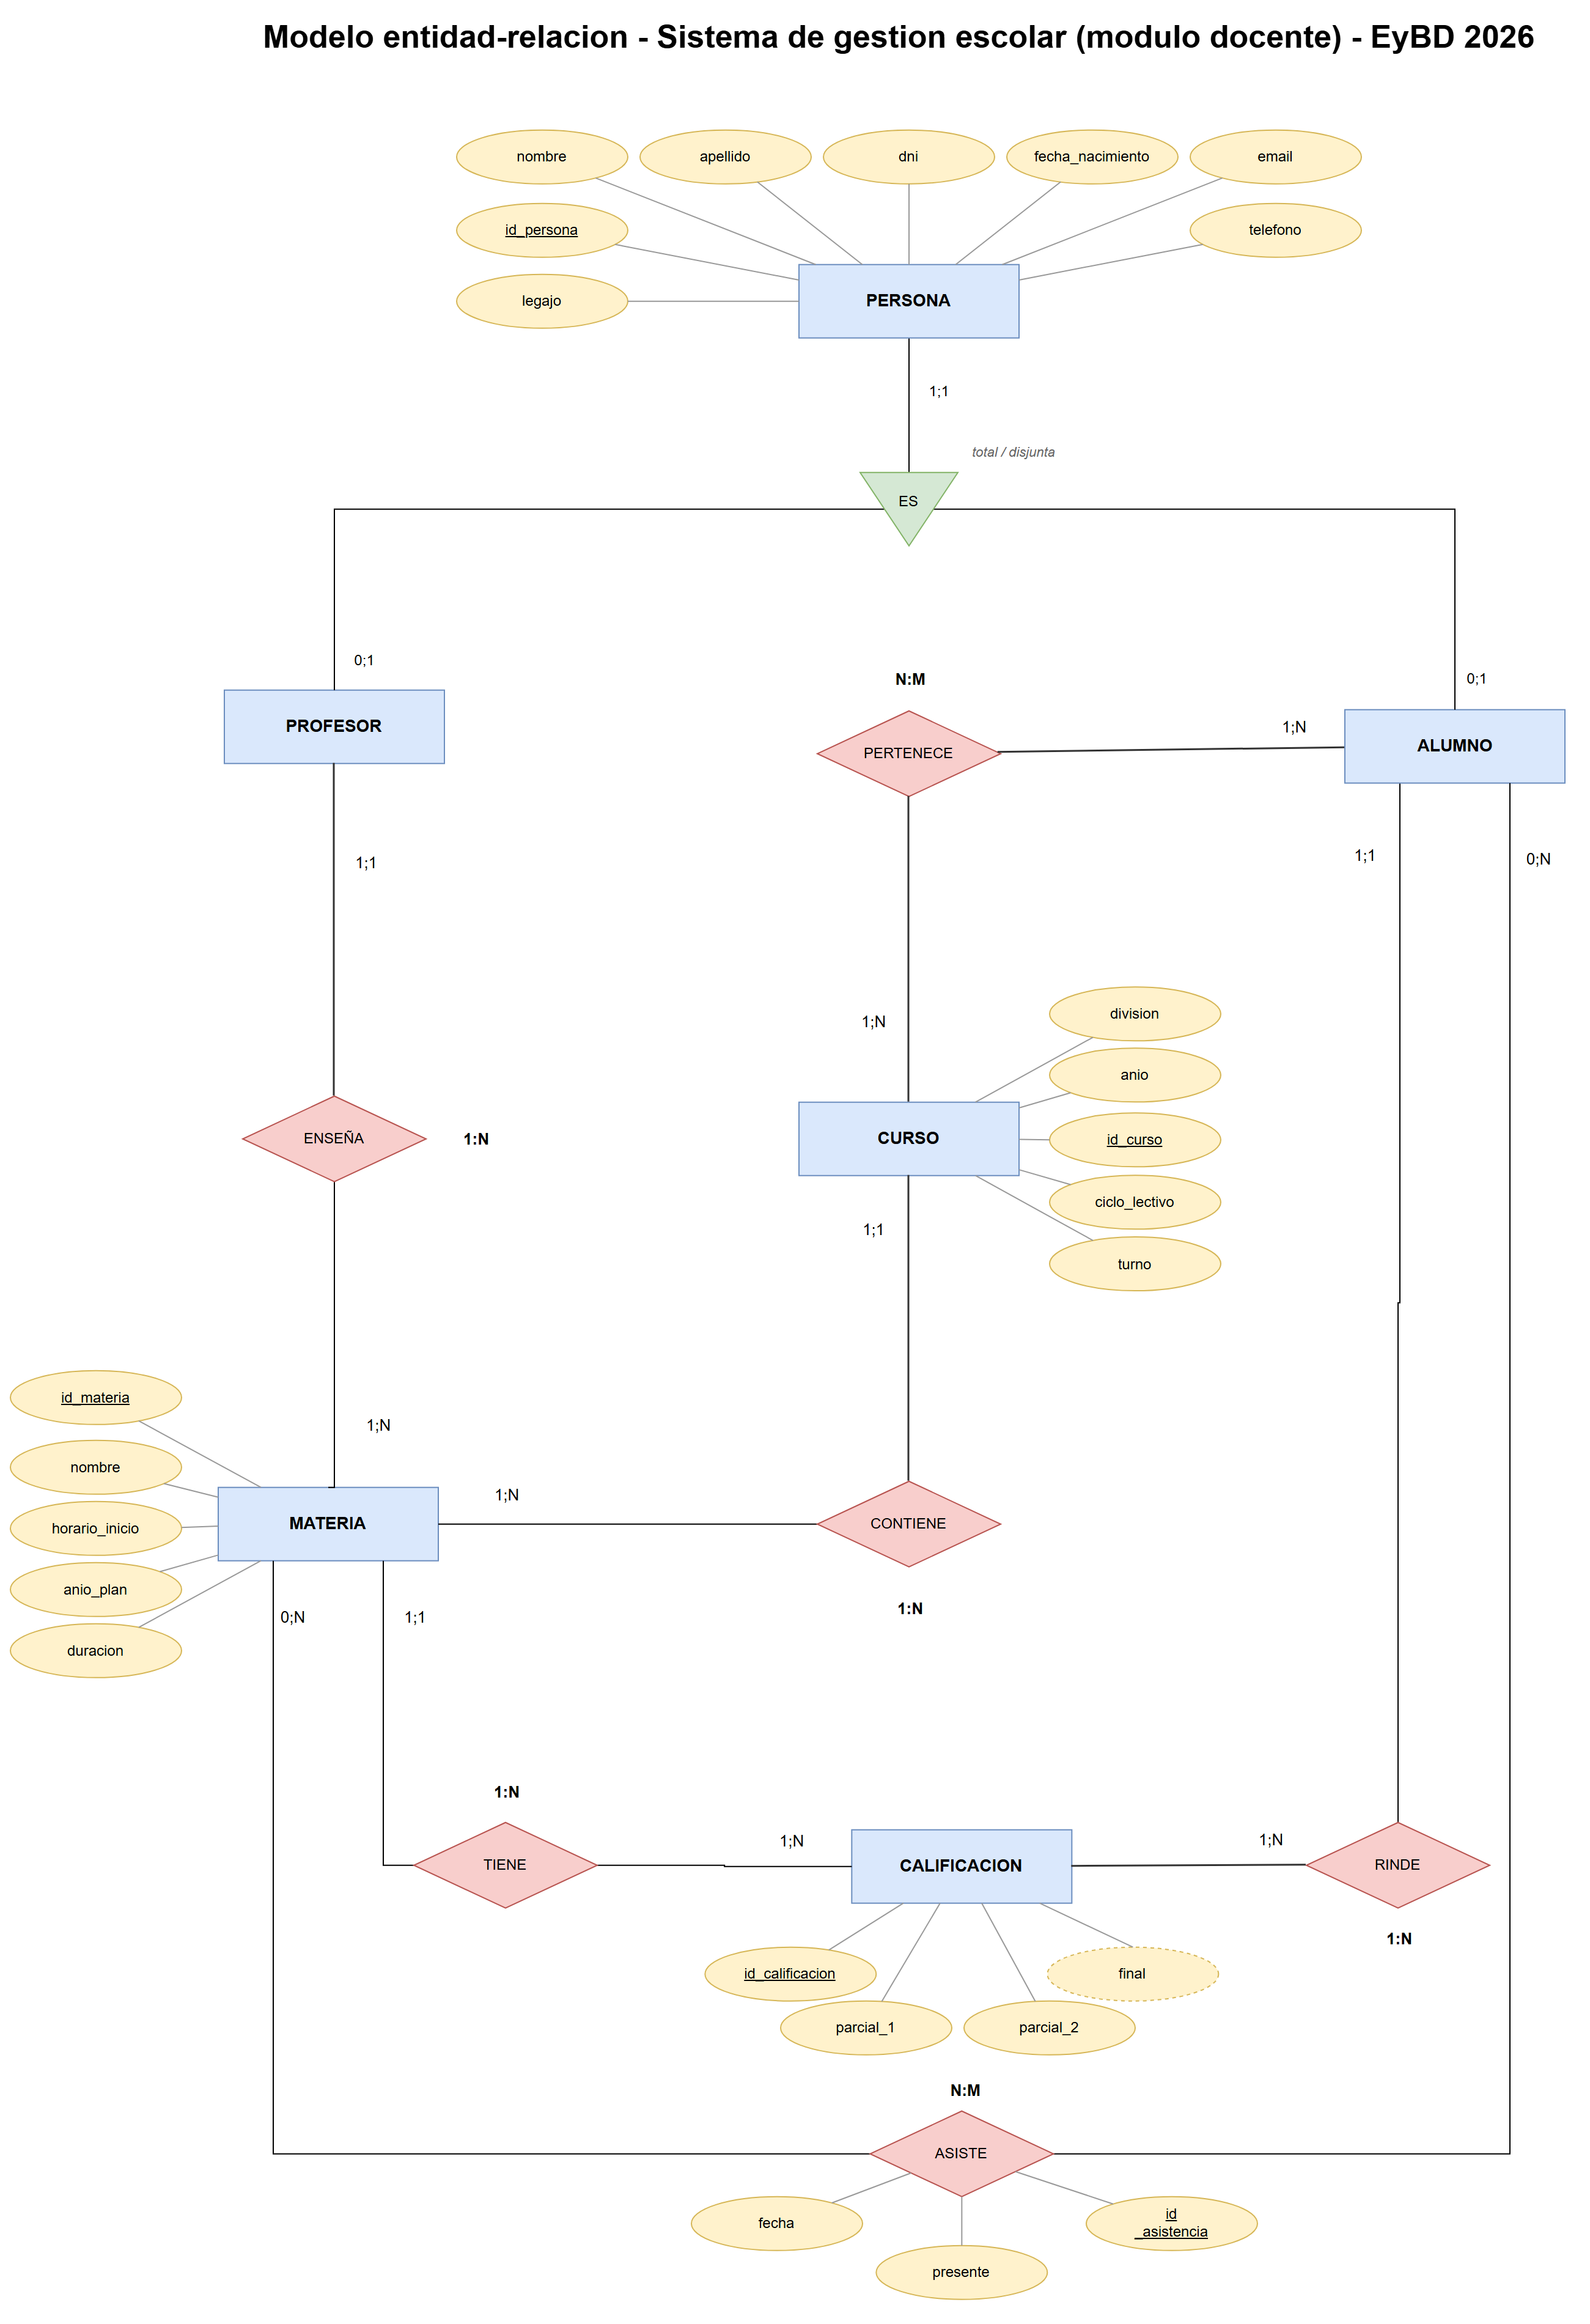 Modelo entidad-relacion - Sistema de gestion escolar (modulo docente) - EyBD 2026
nombre
apellido
dni
fecha_nacimiento
email
id_persona
telefono
legajo
PERSONA
1;1
total / disjunta
ES
0;1
0;1
N:M
PROFESOR
PERTENECE
1;N
ALUMNO
1;1
1;1
0;N
1;N
division
anio
ENSEÑA
1:N
CURSO
id_curso
ciclo_lectivo
1;1
turno
id_materia
1;N
nombre
1;N
horario_inicio
MATERIA
CONTIENE
anio_plan
0;N
1;1
1:N
duracion
1:N
TIENE
1;N
CALIFICACION
1;N
RINDE
1:N
id_calificacion
final
parcial_1
parcial_2
N:M
ASISTE
fecha
id
_asistencia
presente